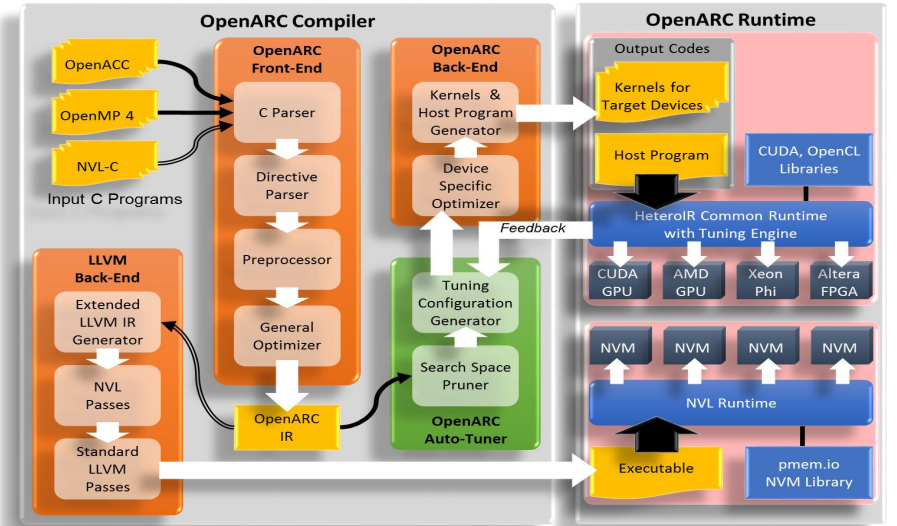 OpenARC Compiler
OpenACC
OpenMP 4
NVL-C
Input C Programs
OpenARC
Front-End
C Parser
Directive
Parser
Preprocessor
General
Optimizer
OpenARC
IR
LLVM
Back-End
Extended
LLVM IR
Generator
NVL
Passes
Standard
LLVM
Passes
OpenARC
Back-End
Kernels &
Host Program
Generator
Device
Specific
Optimizer
Feedback
Tuning
Configuration
Generator
Search Space
Pruner
OpenARC
Auto-Tuner
OpenARC Runtime
Output Codes
Kernels for
Target Devices
Host Program
CUDA, OpenCL
Libraries
HeteroIR Common Runtime
with Tuning Engine
CUDA
GPU
AMD
GPU
Xeon
Phi
Altera
FPGA
NVM
NVM
NVM
NVM
NVL Runtime
Executable
pmem.io
NVM Library